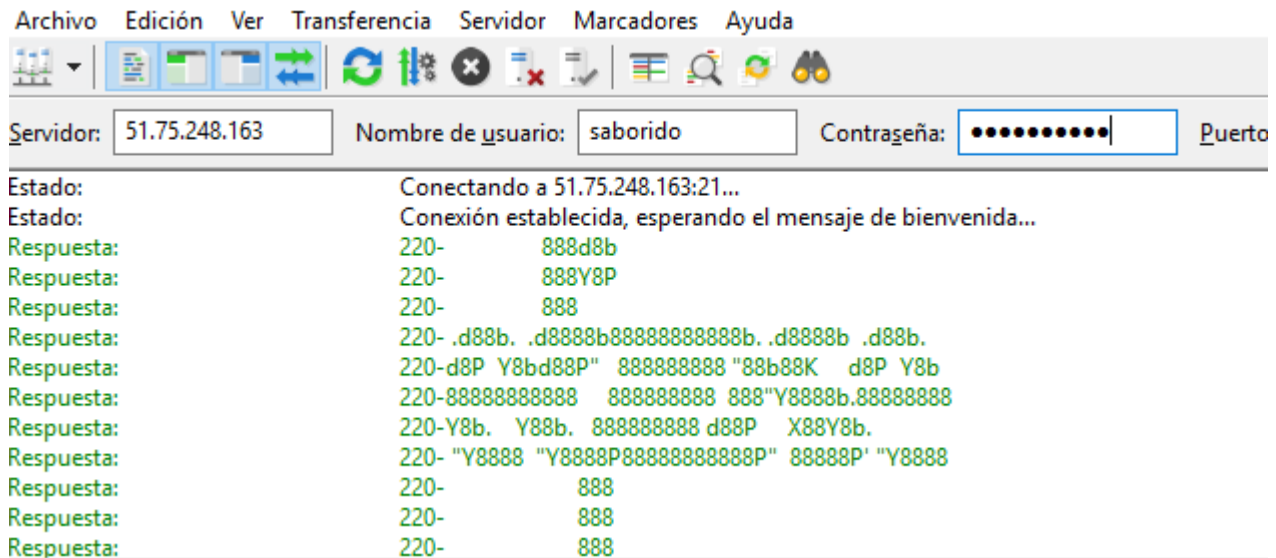 Archivo Edición Ver Transferencia Servidor Marcadores Ayuda
Servidor: 51.75.248.163 Nombre de usuario: saborido Contraseña: ●●●●●●●●●● Puerto
Estado: Conectando a 51.75.248.163:21...
Estado: Conexión establecida, esperando el mensaje de bienvenida...
Respuesta: 220-                888d8b
Respuesta: 220-                888Y8P
Respuesta: 220-                888
Respuesta: 220- .d88b.  .d8888b88888888888b. .d8888b  .d88b.
Respuesta: 220-d8P  Y8bd88P"   888888888 "88b88K     d8P  Y8b
Respuesta: 220-88888888888     888888888  888"Y8888b.88888888
Respuesta: 220-Y8b.    Y88b.   888888888 d88P     X88Y8b.
Respuesta: 220- "Y8888  "Y8888P88888888888P"  88888P' "Y8888
Respuesta: 220-                      888
Respuesta: 220-                      888
Respuesta: 220-                      888